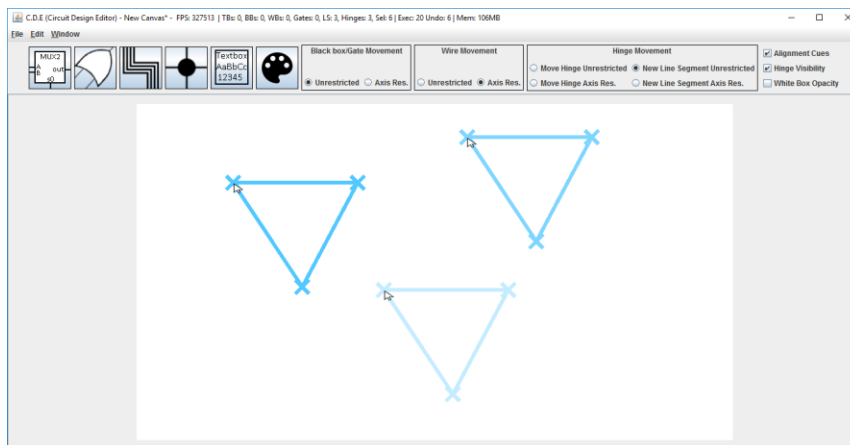 C.D.E (Circuit Design Editor) - New Canvas* - FPS: 327513 | TBs: 0, BBs: 0, WBs: 0, Gates: 0, LS: 3, Hinges: 3, Sel: 6 | Exec: 20 Undo: 6 | Mem: 106MB
File Edit Window
MUX2
A
B
out
s0
Textbox
AaBbCc
12345
Black box/Gate Movement
Unrestricted Axis Res.
Wire Movement
Unrestricted Axis Res.
Hinge Movement
Move Hinge Unrestricted New Line Segment Unrestricted
Move Hinge Axis Res. New Line Segment Axis Res.
Alignment Cues
Hinge Visibility
White Box Opacity